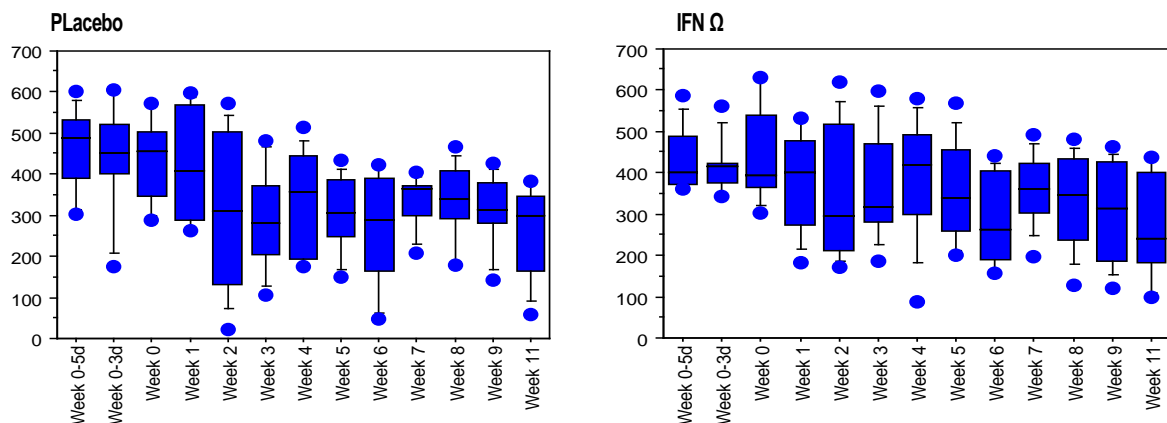 PLacebo
700
600
500
400
300
200
100
0
Week 0-5d
Week 0-3d
Week 0
Week 1
Week 2
Week 3
Week 4
Week 5
Week 6
Week 7
Week 8
Week 9
Week 11
IFN Ω
700
600
500
400
300
200
100
0
Week 0-5d
Week 0-3d
Week 0
Week 1
Week 2
Week 3
Week 4
Week 5
Week 6
Week 7
Week 8
Week 9
Week 11